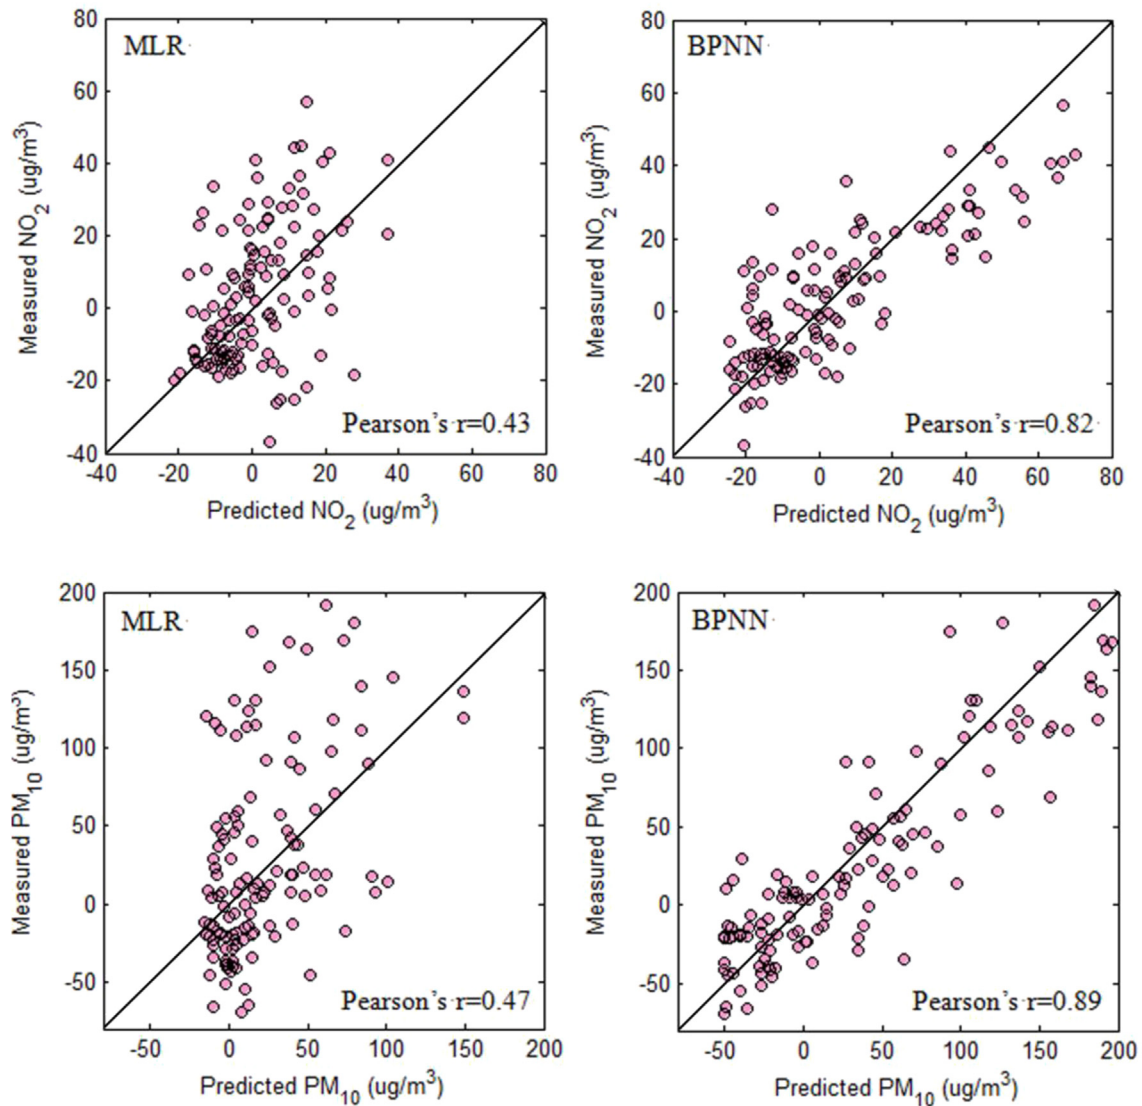 80
60
40
20
0
-20
-40
MLR
Measured NO2 (ug/m3)
Pearson's r=0.43
-40 -20 0 20 40 60 80
Predicted NO2 (ug/m3)
80
60
40
20
0
-20
-40
BPNN
Measured NO2 (ug/m3)
Pearson's r=0.82
-40 -20 0 20 40 60 80
Predicted NO2 (ug/m3)
200
150
100
50
0
-50
MLR
Measured PM10 (ug/m3)
Pearson's r=0.47
-50 0 50 100 150 200
Predicted PM10 (ug/m3)
200
150
100
50
0
-50
BPNN
Measured PM10 (ug/m3)
Pearson's r=0.89
-50 0 50 100 150 200
Predicted PM10 (ug/m3)